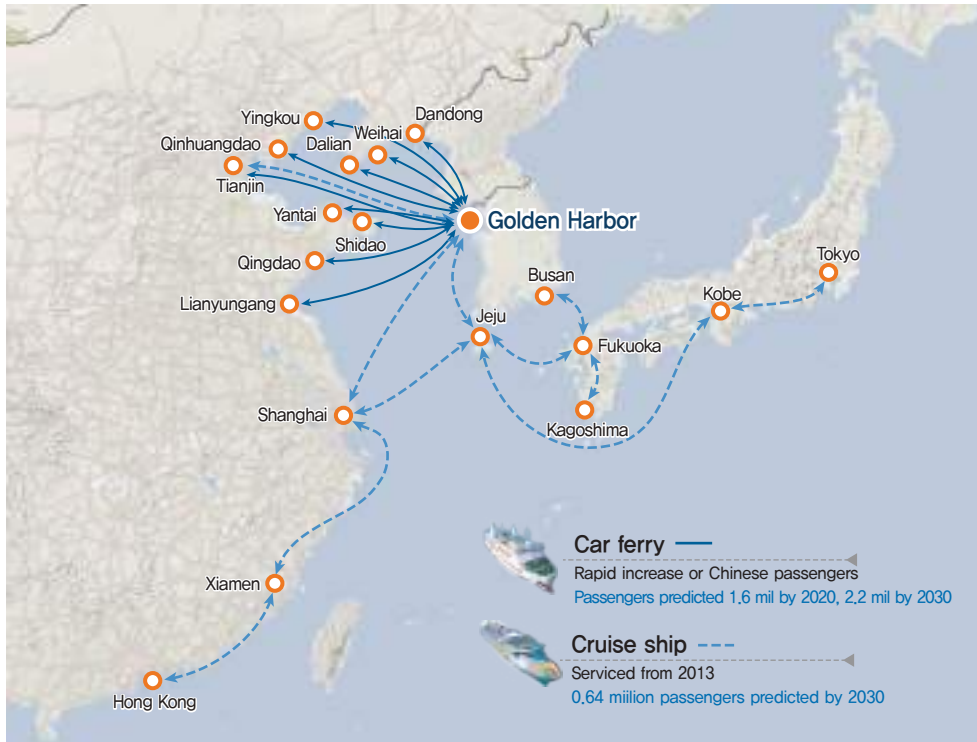 Yingkou
Dandong
Weihai
Qinhuangdao
Dalian
Tianjin
Yantai
Shidao
Golden Harbor
Qingdao
Lianyungang
Busan
Tokyo
Kobe
Jeju
Fukuoka
Shanghai
Kagoshima
Xiamen
Hong Kong
Car ferry
Rapid increase or Chinese passengers
Passengers predicted 1.6 mil by 2020, 2.2 mil by 2030
Cruise ship
Serviced from 2013
0.64 miilion passengers predicted by 2030